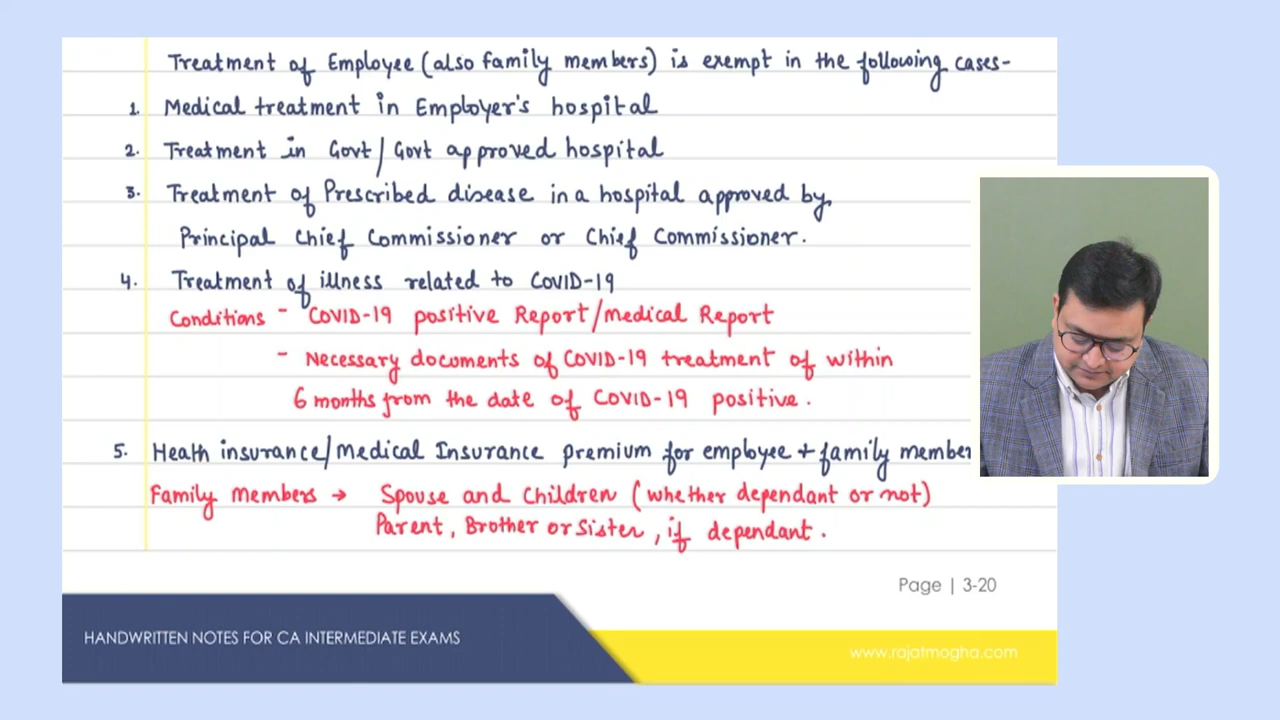 Treatment of Employee (also family members) is exempt in the following cases-
1. Medical treatment in Employer's hospital
2. Treatment in Govt/Govt approved hospital
3. Treatment of Prescribed disease in a hospital approved by
Principal Chief Commissioner or Chief Commissioner.
4. Treatment of illness related to COVID-19
Conditions - COVID-19 positive Report/Medical Report
- Necessary documents of COVID-19 treatment of within
6 months from the date of COVID-19 positive.
5. Heath insurance/Medical Insurance premium for employee + family member
Family Members → Spouse and Children (whether dependant or not)
Parent, Brother or Sister, if dependant.
Page | 3-20
HANDWRITTEN NOTES FOR CA INTERMEDIATE EXAMS
www.rajatmogha.com